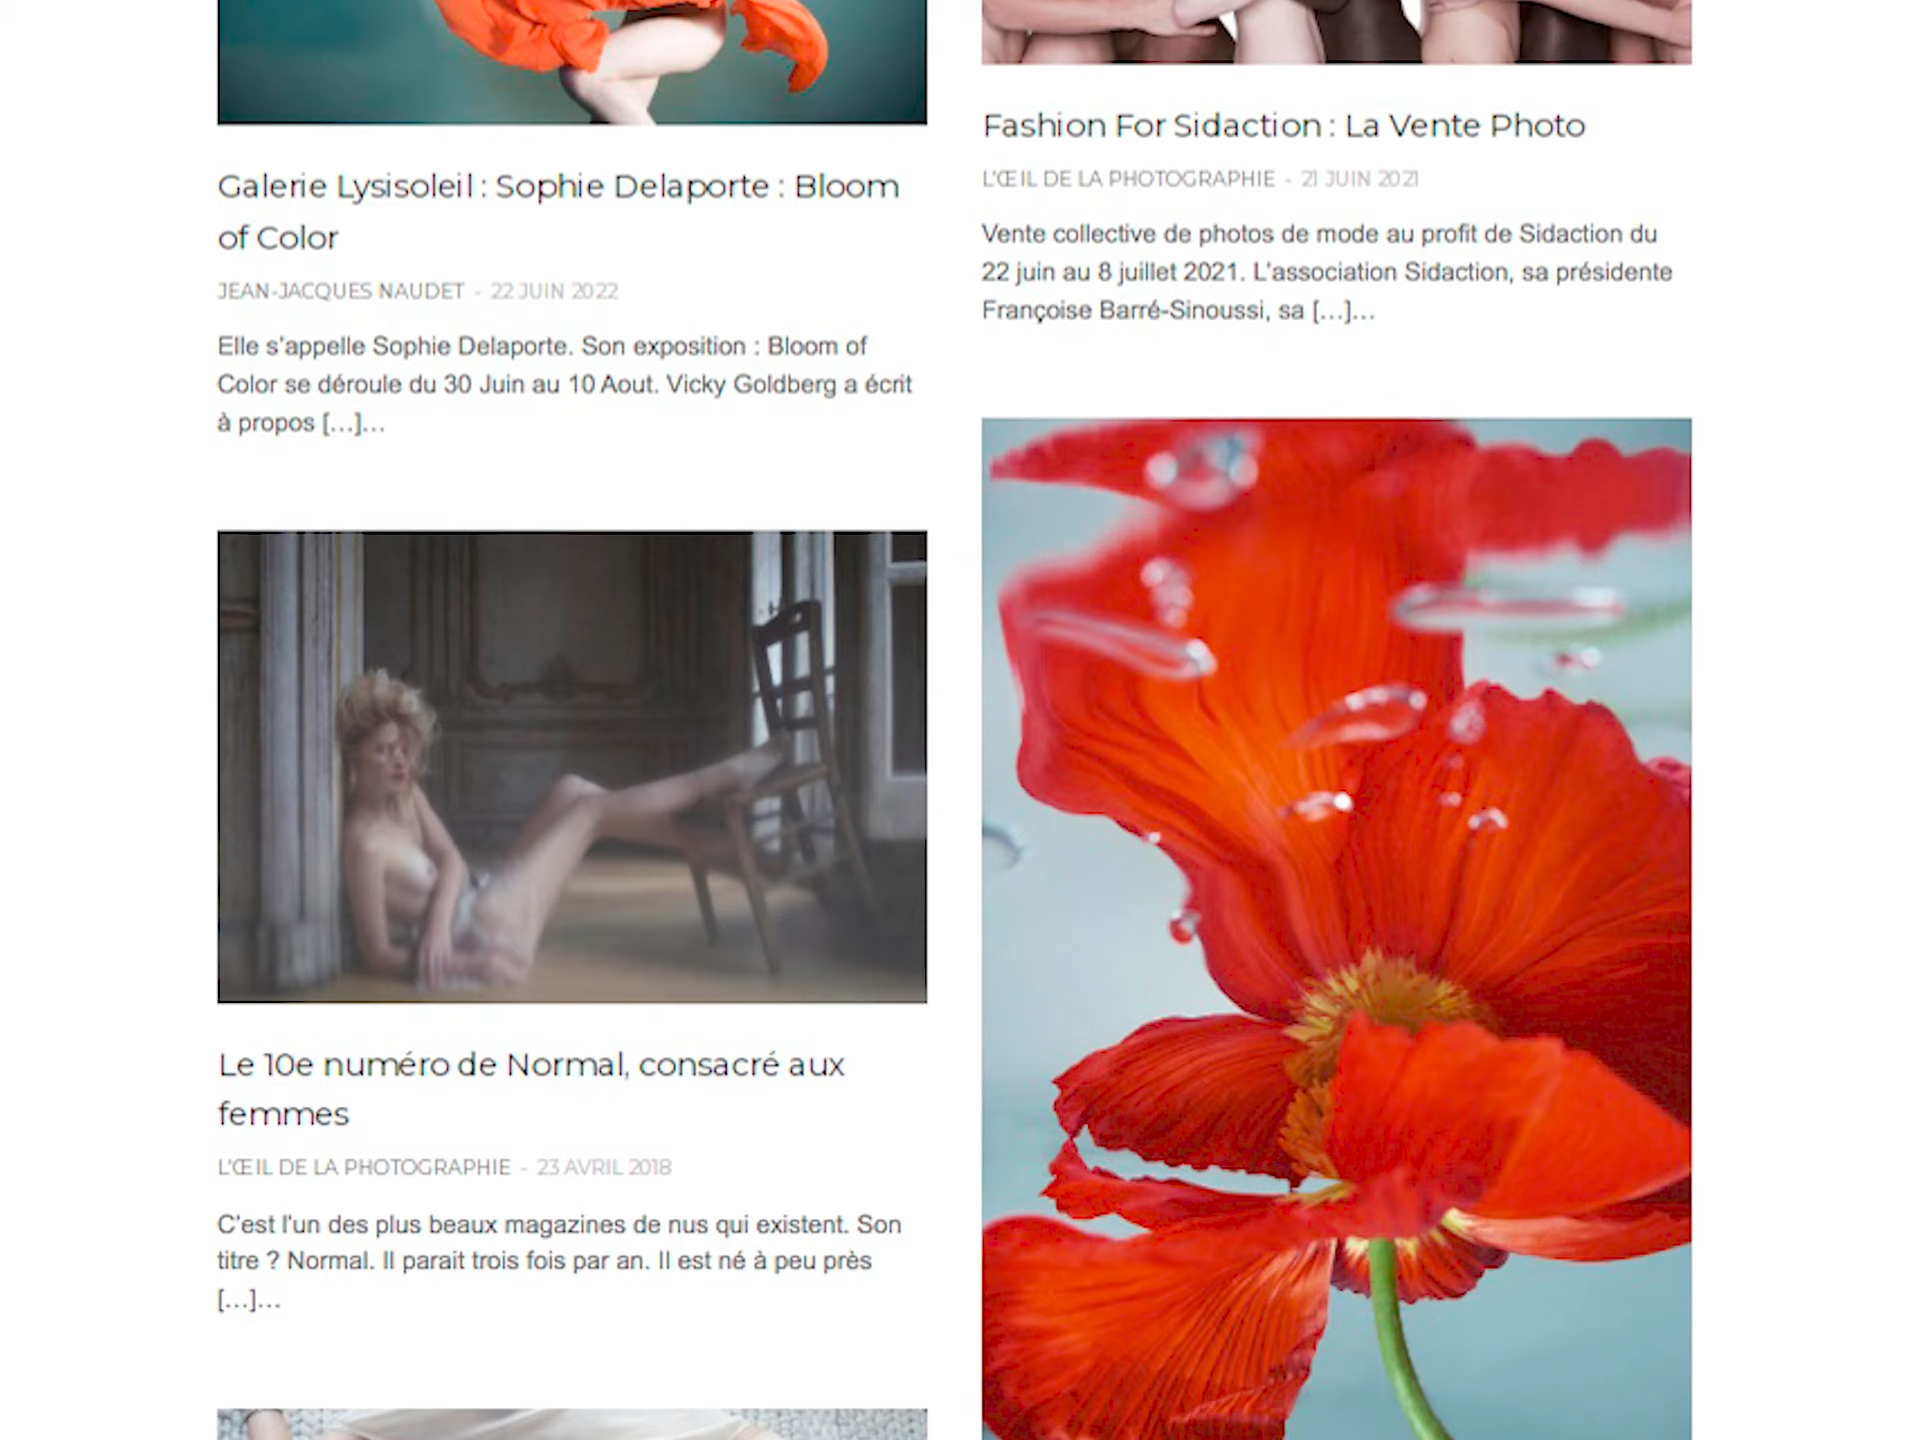 Galerie Lysisoleil : Sophie Delaporte : Bloom
of Color
JEAN-JACQUES NAUDET - 22 JUIN 2022
Elle s’appelle Sophie Delaporte. Son exposition : Bloom of
Color se déroule du 30 Juin au 10 Aout. Vicky Goldberg a écrit
à propos […]…
Le 10e numéro de Normal, consacré aux
femmes
L’ŒIL DE LA PHOTOGRAPHIE - 23 AVRIL 2018
C’est l’un des plus beaux magazines de nus qui existent. Son
titre ? Normal. Il parait trois fois par an. Il est né à peu près
[…]…
Fashion For Sidaction : La Vente Photo
L’ŒIL DE LA PHOTOGRAPHIE - 21 JUIN 2021
Vente collective de photos de mode au profit de Sidaction du
22 juin au 8 juillet 2021. L’association Sidaction, sa présidente
Françoise Barré-Sinoussi, sa […]…